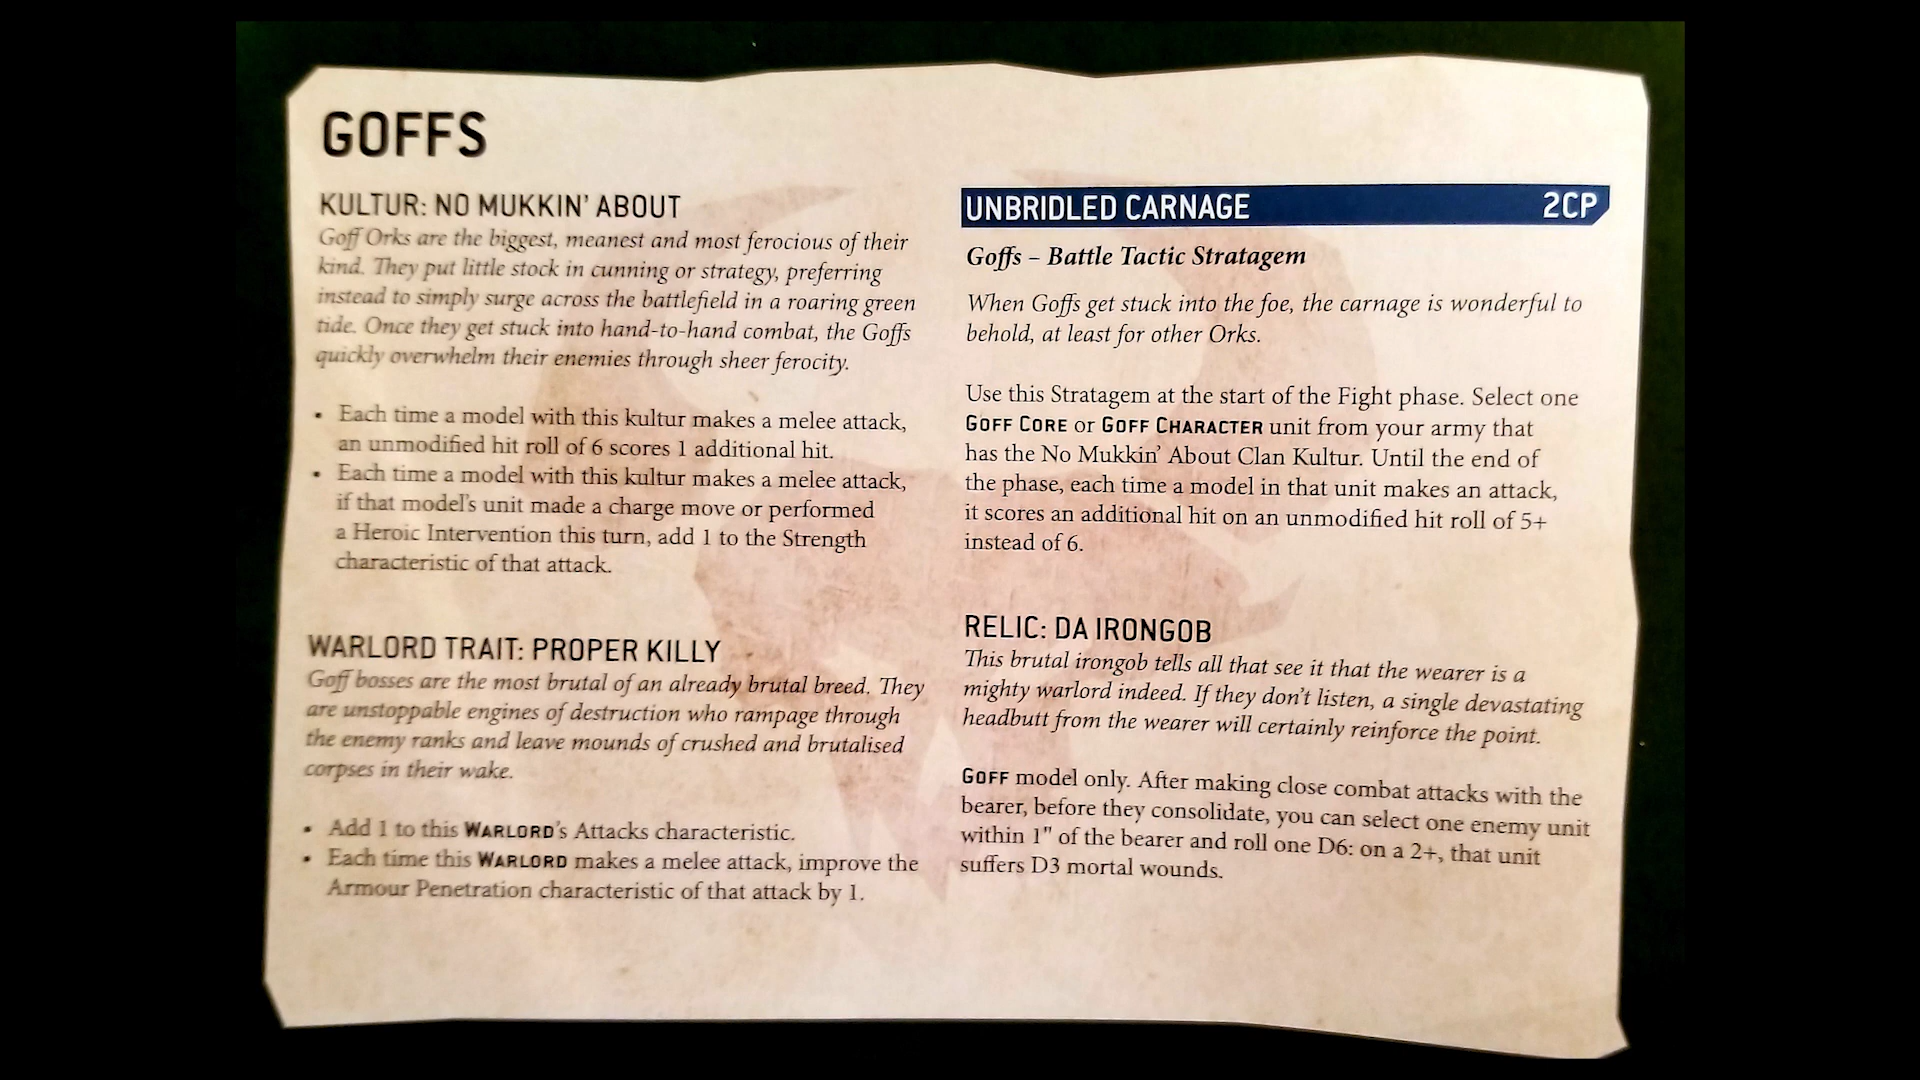 GOFFS
KULTUR: NO MUKKIN' ABOUT
Goff Orks are the biggest, meanest and most ferocious of their
kind. They put little stock in cunning or strategy, preferring
instead to simply surge across the battlefield in a roaring green
tide. Once they get stuck into hand-to-hand combat, the Goffs
quickly overwhelm their enemies through sheer ferocity.
• Each time a model with this kultur makes a melee attack,
an unmodified hit roll of 6 scores 1 additional hit.
• Each time a model with this kultur makes a melee attack,
if that model's unit made a charge move or performed
a Heroic Intervention this turn, add 1 to the Strength
characteristic of that attack.
WARLORD TRAIT: PROPER KILLY
Goff bosses are the most brutal of an already brutal breed. They
are unstoppable engines of destruction who rampage through
the enemy ranks and leave mounds of crushed and brutalised
corpses in their wake.
• Add 1 to this WARLORD's Attacks characteristic.
• Each time this WARLORD makes a melee attack, improve the
Armour Penetration characteristic of that attack by 1.
UNBRIDLED CARNAGE 2CP
Goffs – Battle Tactic Stratagem
When Goffs get stuck into the foe, the carnage is wonderful to
behold, at least for other Orks.
Use this Stratagem at the start of the Fight phase. Select one
GOFF CORE or GOFF CHARACTER unit from your army that
has the No Mukkin' About Clan Kultur. Until the end of
the phase, each time a model in that unit makes an attack,
it scores an additional hit on an unmodified hit roll of 5+
instead of 6.
RELIC: DA IRONGOB
This brutal irongob tells all that see it that the wearer is a
mighty warlord indeed. If they don't listen, a single devastating
headbutt from the wearer will certainly reinforce the point.
GOFF model only. After making close combat attacks with the
bearer, before they consolidate, you can select one enemy unit
within 1" of the bearer and roll one D6: on a 2+, that unit
suffers D3 mortal wounds.